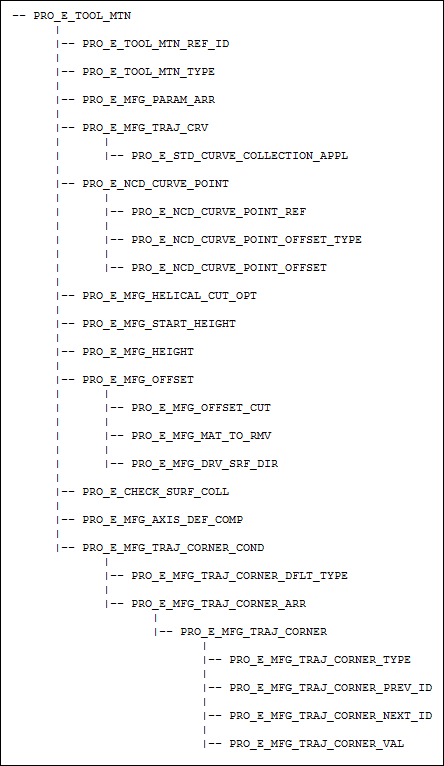 -- PRO_E_TOOL_MTN
|-- PRO_E_TOOL_MTN_REF_ID
|-- PRO_E_TOOL_MTN_TYPE
|-- PRO_E_MFG_PARAM_ARR
|-- PRO_E_MFG_TRAJ_CRV
|-- PRO_E_STD_CURVE_COLLECTION_APPL
|-- PRO_E_NCD_CURVE_POINT
|-- PRO_E_NCD_CURVE_POINT_REF
|-- PRO_E_NCD_CURVE_POINT_OFFSET_TYPE
|-- PRO_E_NCD_CURVE_POINT_OFFSET
|-- PRO_E_MFG_HELICAL_CUT_OPT
|-- PRO_E_MFG_START_HEIGHT
|-- PRO_E_MFG_HEIGHT
|-- PRO_E_MFG_OFFSET
|-- PRO_E_MFG_OFFSET_CUT
|-- PRO_E_MFG_MAT_TO_RMV
|-- PRO_E_MFG_DRV_SRF_DIR
|-- PRO_E_CHECK_SURF_COLL
|-- PRO_E_MFG_AXIS_DEF_COMP
|-- PRO_E_MFG_TRAJ_CORNER_COND
|-- PRO_E_MFG_TRAJ_CORNER_DFLT_TYPE
|-- PRO_E_MFG_TRAJ_CORNER_ARR
|-- PRO_E_MFG_TRAJ_CORNER
|-- PRO_E_MFG_TRAJ_CORNER_TYPE
|-- PRO_E_MFG_TRAJ_CORNER_PREV_ID
|-- PRO_E_MFG_TRAJ_CORNER_NEXT_ID
|-- PRO_E_MFG_TRAJ_CORNER_VAL